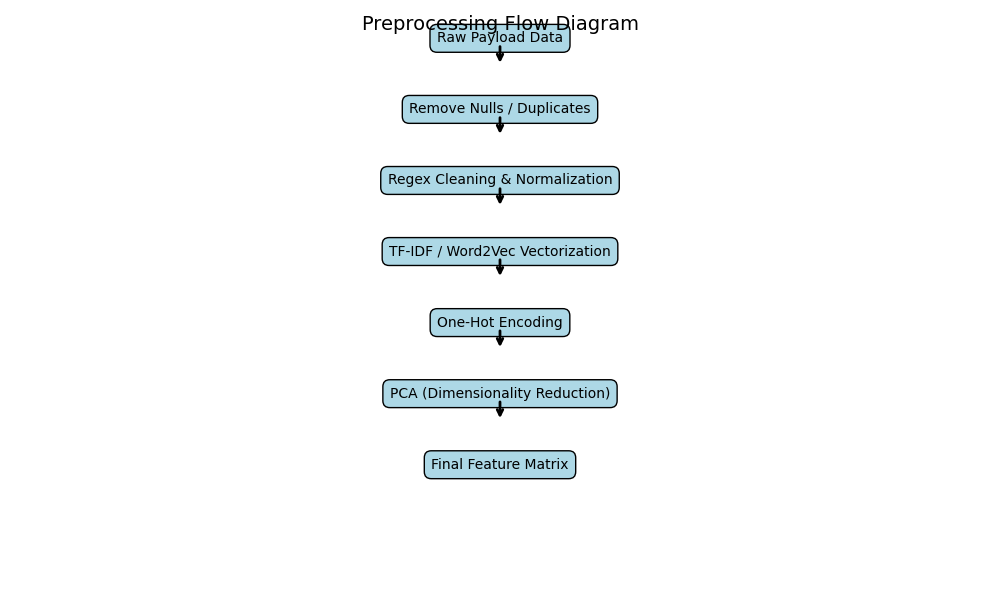 Preprocessing Flow Diagram
Raw Payload Data
Remove Nulls / Duplicates
Regex Cleaning & Normalization
TF-IDF / Word2Vec Vectorization
One-Hot Encoding
PCA (Dimensionality Reduction)
Final Feature Matrix